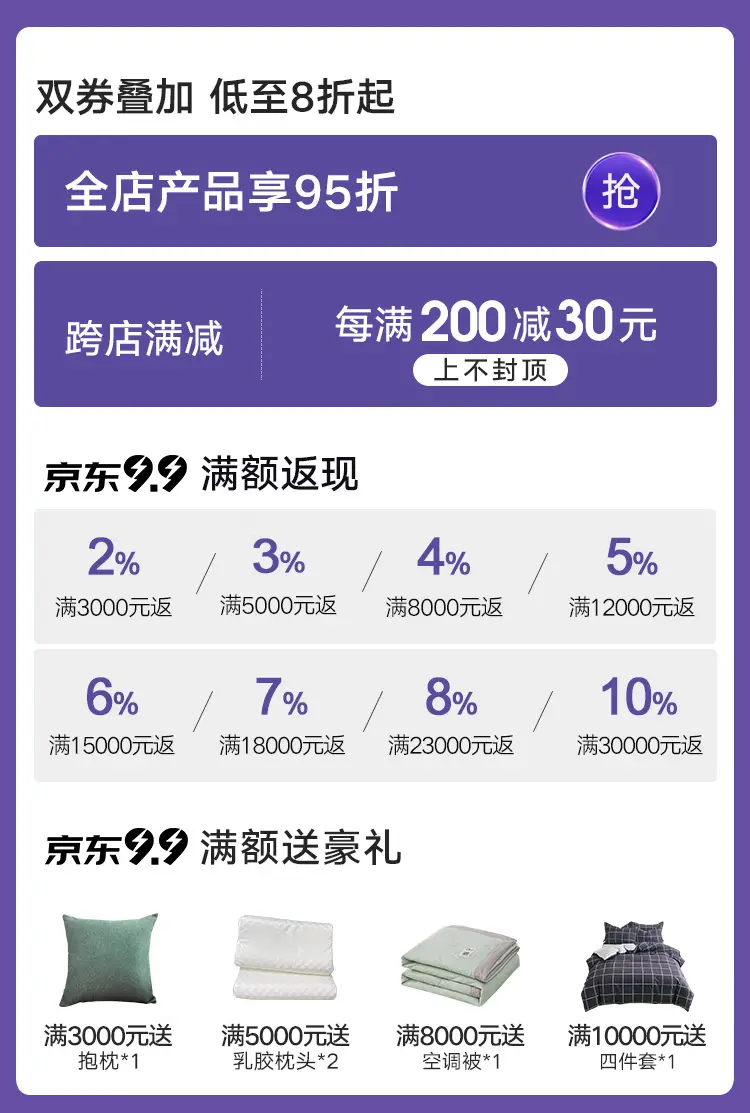 双券叠加 低至8折起
全店产品享95折
抢
跨店满减
每满200减30元
上不封顶
京东9.9 满额返现
2% 3% 4% 5%
满3000元返 满5000元返 满8000元返 满12000元返
6% 7% 8% 10%
满15000元返 满18000元返 满23000元返 满30000元返
京东9.9 满额送豪礼
满3000元送 满5000元送 满8000元送 满10000元送
抱枕*1 乳胶枕头*2 空调被*1 四件套*1